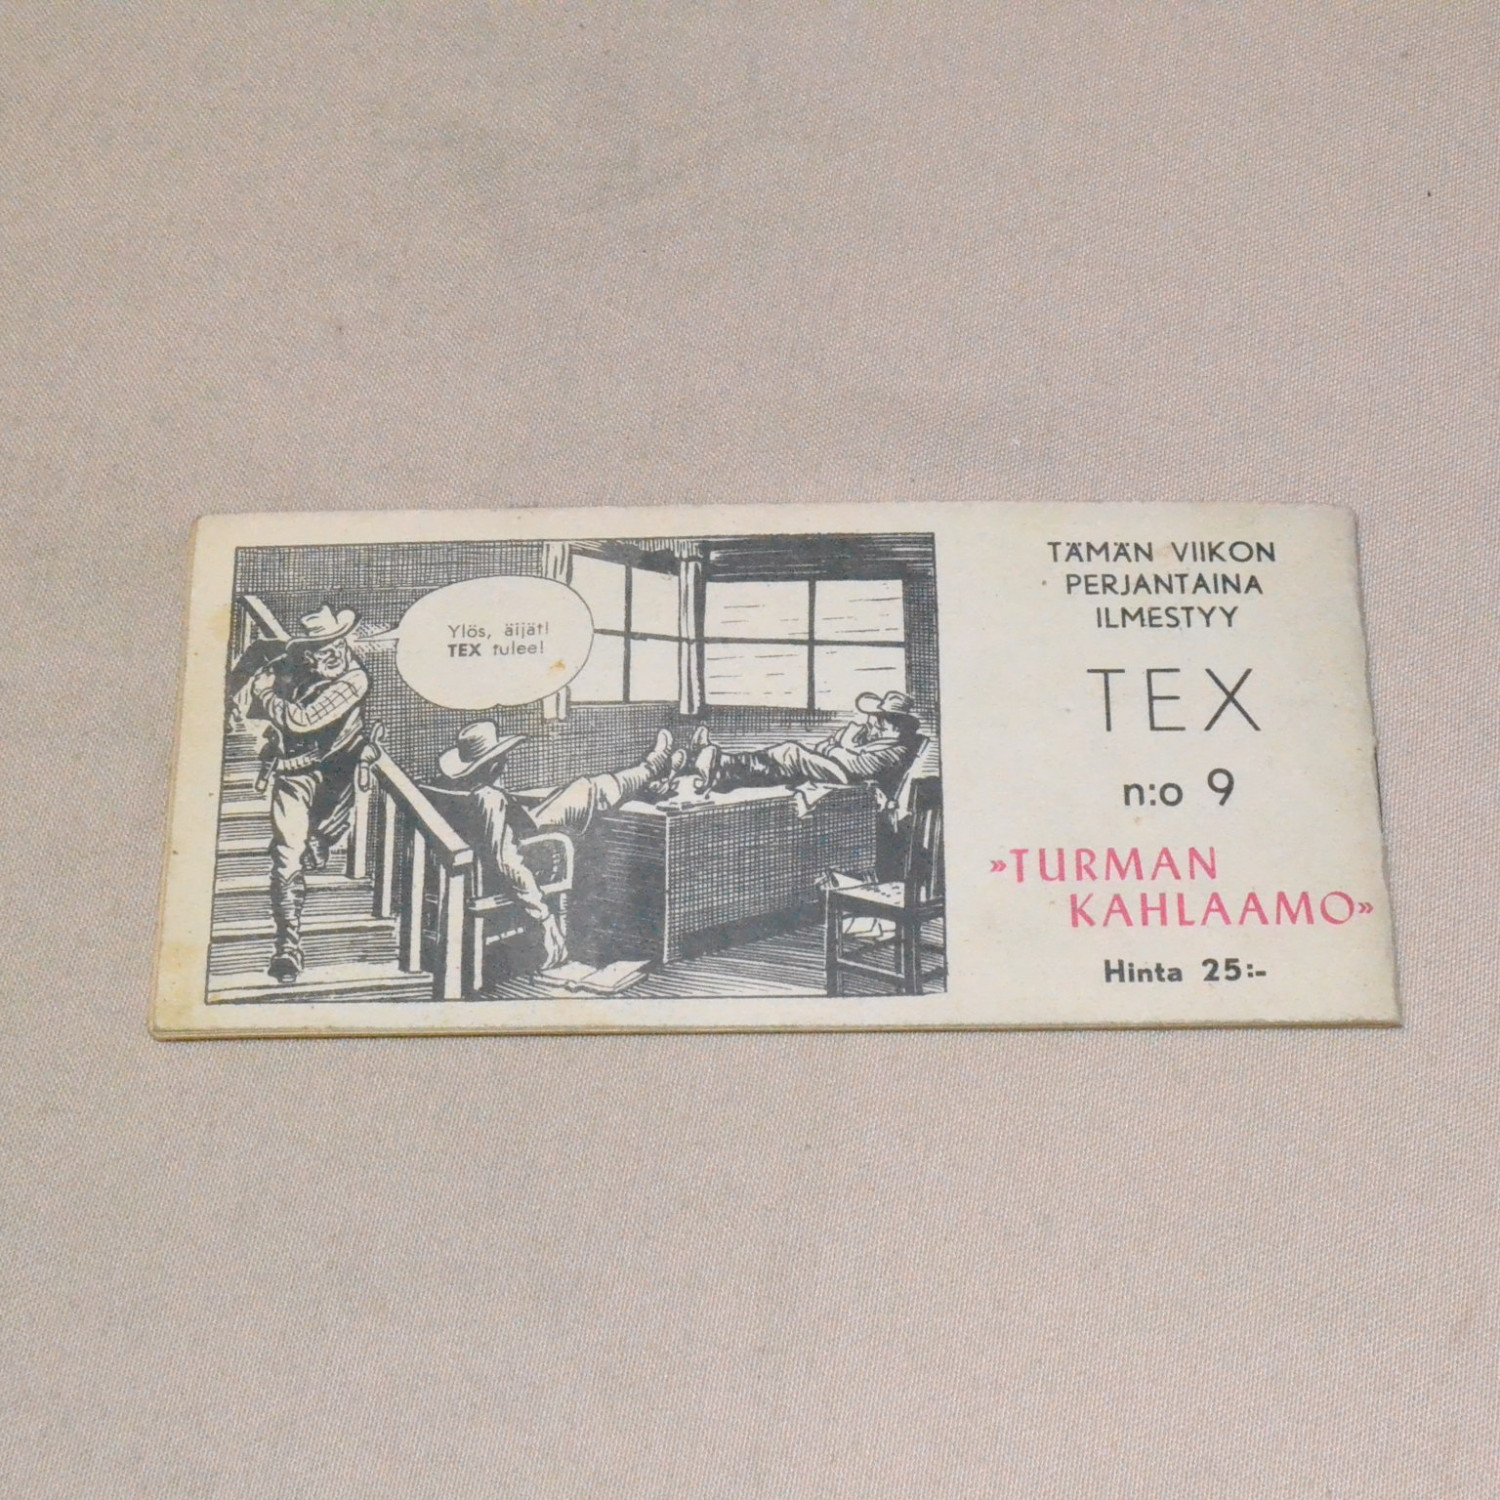 Ylös, äijät!
TEX tulee!
TÄMÄN VIIKON
PERJANTAINA
ILMESTYY
TEX
n:o 9
»TURMAN
KAHLAAMO»
Hinta 25:-